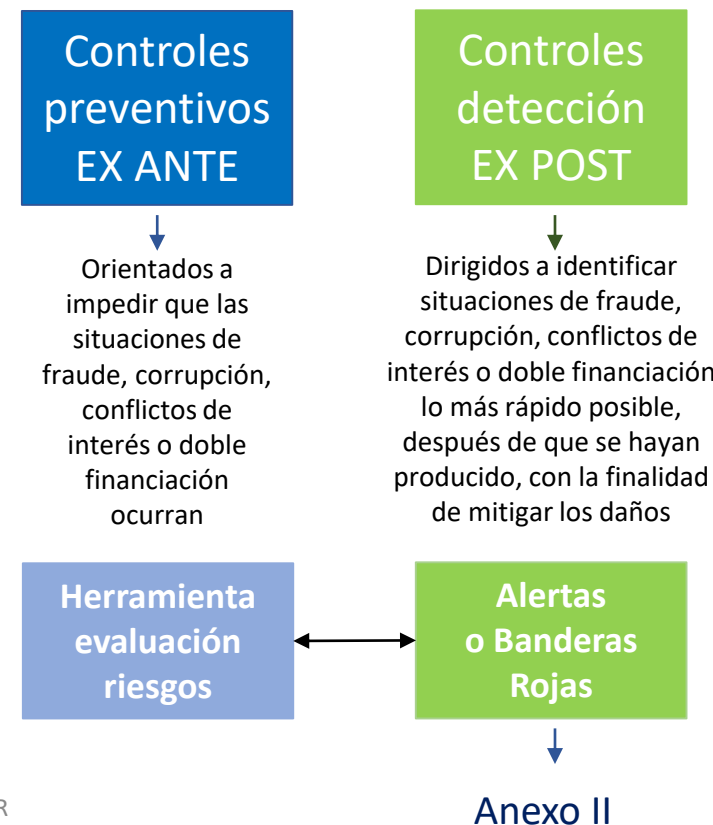 Controles
preventivos
EX ANTE
Orientados a
impedir que las
situaciones de
fraude, corrupción,
conflictos de
interés o doble
financiación
ocurran
Herramienta
evaluación
riesgos
Controles
detección
EX POST
Dirigidos a identificar
situaciones de fraude,
corrupción, conflictos de
interés o doble financiación
lo más rápido posible,
después de que se hayan
producido, con la finalidad
de mitigar los daños
Alertas
o Banderas
Rojas
Anexo II
R